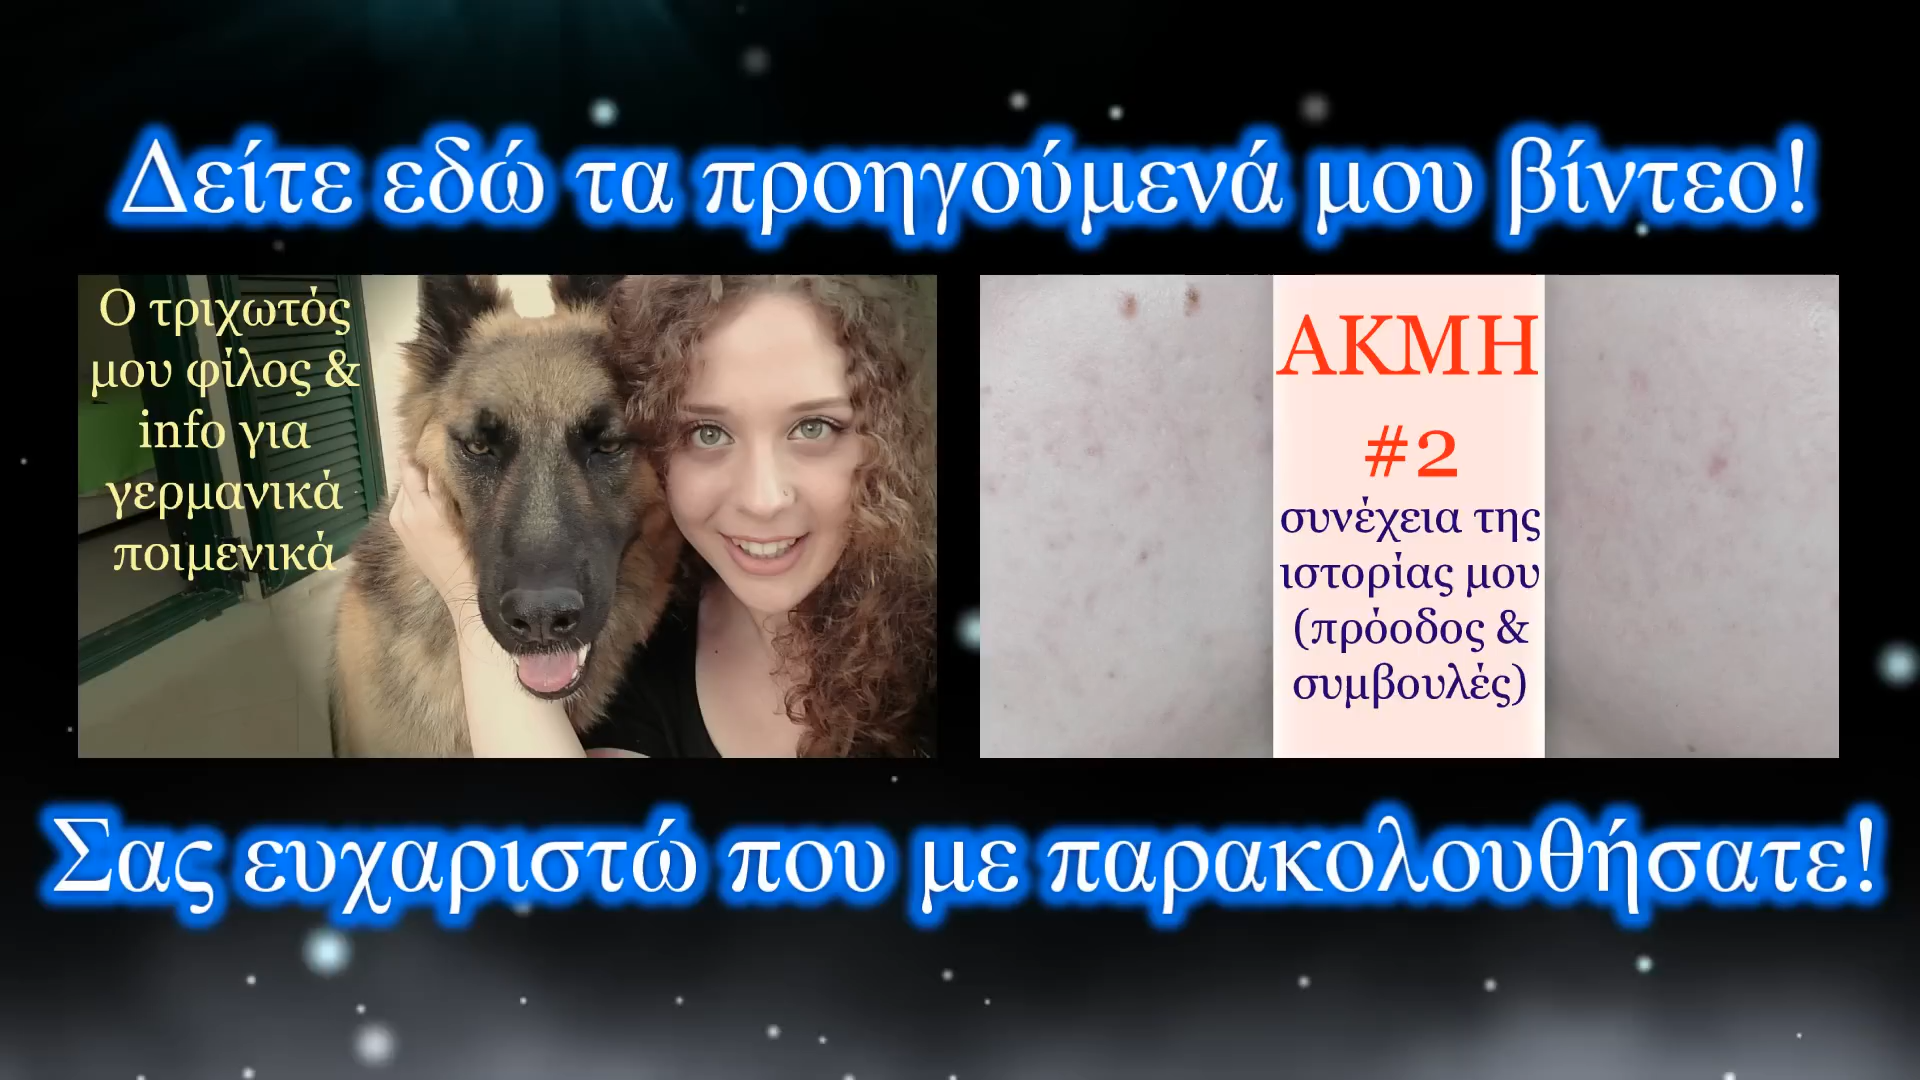 Δείτε εδώ τα προηγούμενά μου βίντεο!
Ο τριχωτός
μου φίλος &
info για
γερμανικά
ποιμενικά
ΑΚΜΗ
#2
συνέχεια της
ιστορίας μου
(πρόοδος &
συμβουλές)
Σας ευχαριστώ που με παρακολουθήσατε!